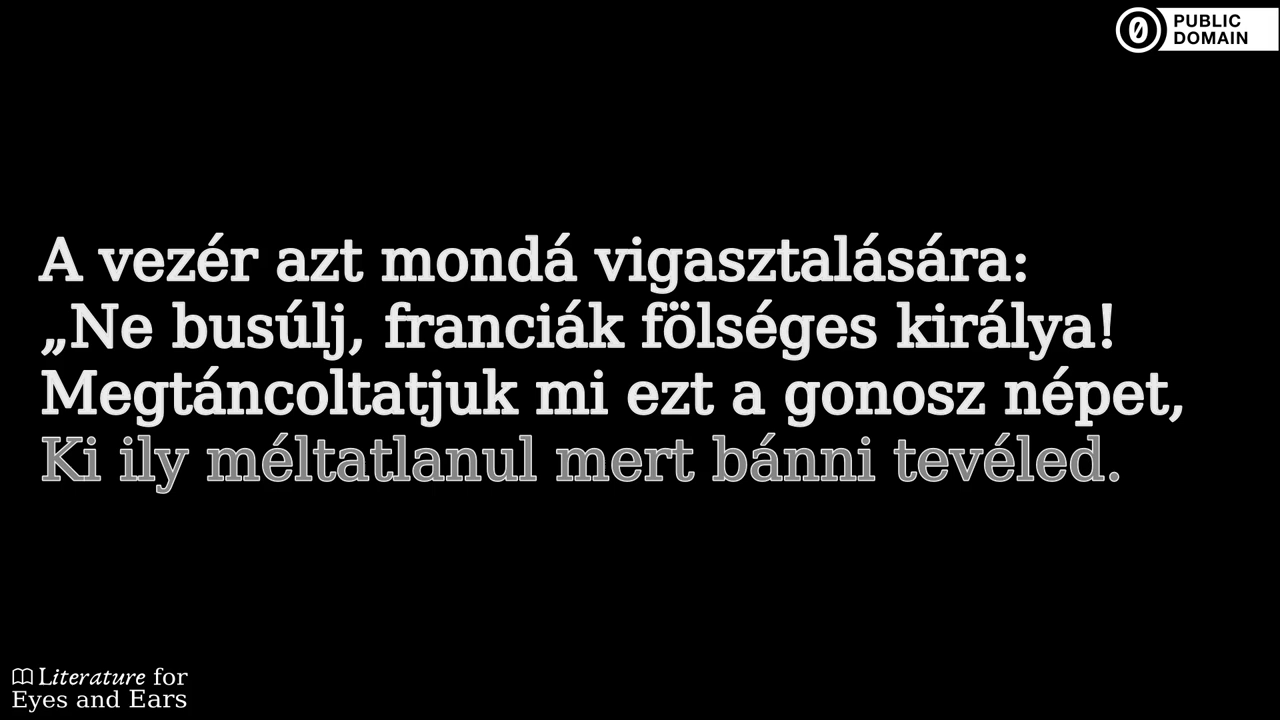 PUBLIC
DOMAIN
A vezér azt mondá vigasztalására:
„Ne busúlj, franciák fölséges királya!
Megtáncoltatjuk mi ezt a gonosz népet,
Ki ily méltatlanul mert bánni tevéled.
Literature for
Eyes and Ears